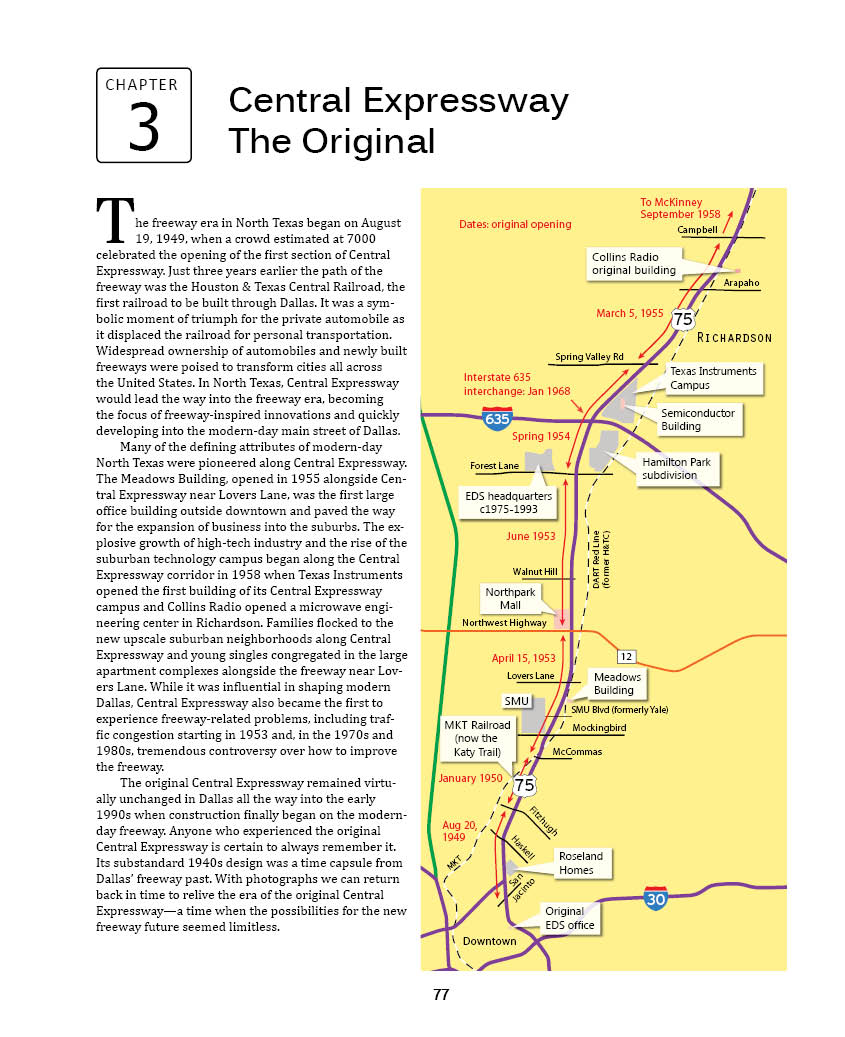 CHAPTER
3
Central Expressway
The Original
The freeway era in North Texas began on August
19, 1949, when a crowd estimated at 7000
celebrated the opening of the first section of Central
Expressway. Just three years earlier the path of the
freeway was the Houston & Texas Central Railroad, the
first railroad to be built through Dallas. It was a sym-
bolic moment of triumph for the private automobile as
it displaced the railroad for personal transportation.
Widespread ownership of automobiles and newly built
freeways were poised to transform cities all across
the United States. In North Texas, Central Expressway
would lead the way into the freeway era, becoming
the focus of freeway-inspired innovations and quickly
developing into the modern-day main street of Dallas.
Many of the defining attributes of modern-day
North Texas were pioneered along Central Expressway.
The Meadows Building, opened in 1955 alongside Cen-
tral Expressway near Lovers Lane, was the first large
office building outside downtown and paved the way
for the expansion of business into the suburbs. The ex-
plosive growth of high-tech industry and the rise of the
suburban technology campus began along the Central
Expressway corridor in 1958 when Texas Instruments
opened the first building of its Central Expressway
campus and Collins Radio opened a microwave engi-
neering center in Richardson. Families flocked to the
new upscale suburban neighborhoods along Central
Expressway and young singles congregated in the large
apartment complexes alongside the freeway near Lov-
ers Lane. While it was influential in shaping modern
Dallas, Central Expressway also became the first to
experience freeway-related problems, including traf-
fic congestion starting in 1953 and, in the 1970s and
1980s, tremendous controversy over how to improve
the freeway.
The original Central Expressway remained virtu-
ally unchanged in Dallas all the way into the early
1990s when construction finally began on the modern-
day freeway. Anyone who experienced the original
Central Expressway is certain to always remember it.
Its substandard 1940s design was a time capsule from
Dallas’ freeway past. With photographs we can return
back in time to relive the era of the original Central
Expressway—a time when the possibilities for the new
freeway future seemed limitless.
To McKinney
September 1958
Dates: original opening
Campbell
Collins Radio
original building
Arapaho
March 5, 1955
75
Richardson
Spring Valley Rd
Texas Instruments
Campus
Interstate 635
interchange: Jan 1968
635
Semiconductor
Building
Spring 1954
Forest Lane
Hamilton Park
subdivision
EDS headquarters
c1975-1993
June 1953
DART Red Line
(former H&TC)
Walnut Hill
Northpark
Mall
Northwest Highway
12
April 15, 1953
Lovers Lane
Meadows
Building
SMU
SMU Blvd (formerly Yale)
MKT Railroad
(now the
Katy Trail)
Mockingbird
McCommas
January 1950
75
Fitzhugh
Aug 20,
1949
Haskell
MKT
Roseland
Homes
San
Jacinto
30
Original
EDS office
Downtown
77